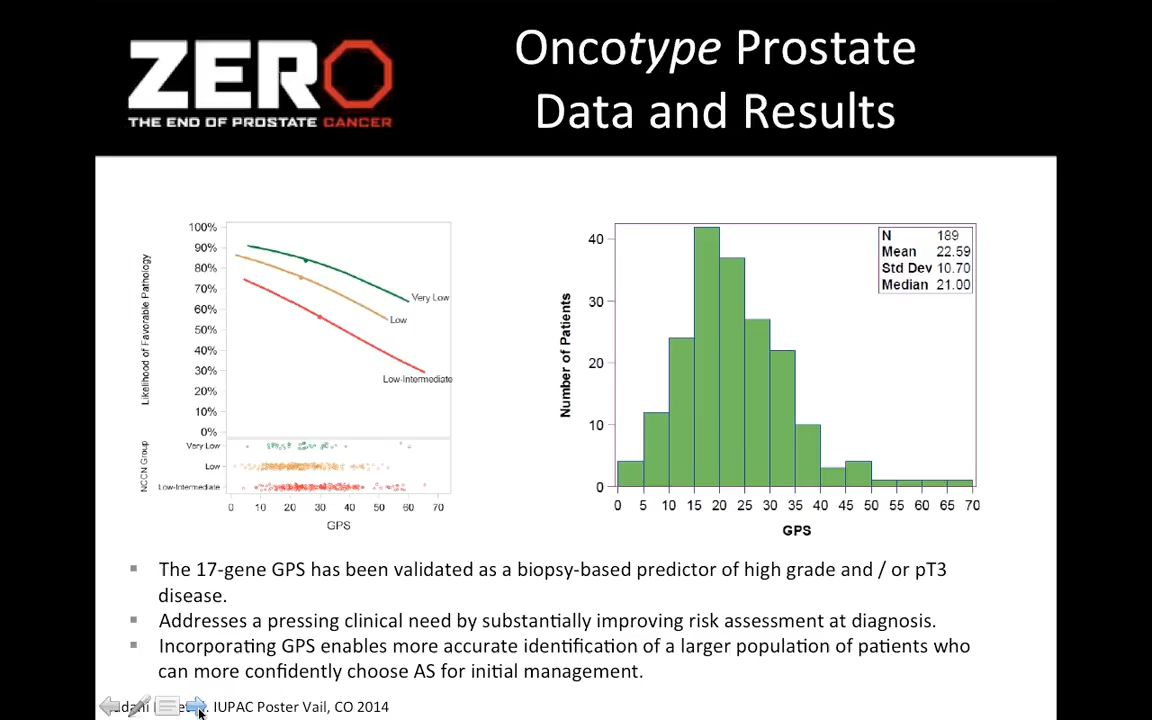 ZERO
THE END OF PROSTATE CANCER
Oncotype Prostate
Data and Results
100%
90%
80%
70%
60%
50%
40%
30%
20%
10%
0%
Likelihood of Favorable Pathology
Very Low
Low
Low-Intermediate
NCCN Group
Very Low
Low
Low-Intermediate
0 10 20 30 40 50 60 70
GPS
N 189
Mean 22.59
Std Dev 10.70
Median 21.00
Number of Patients
40
30
20
10
0
0 5 10 15 20 25 30 35 40 45 50 55 60 65 70
GPS
The 17-gene GPS has been validated as a biopsy-based predictor of high grade and / or pT3
disease.
Addresses a pressing clinical need by substantially improving risk assessment at diagnosis.
Incorporating GPS enables more accurate identification of a larger population of patients who
can more confidently choose AS for initial management.
IUPAC Poster Vail, CO 2014